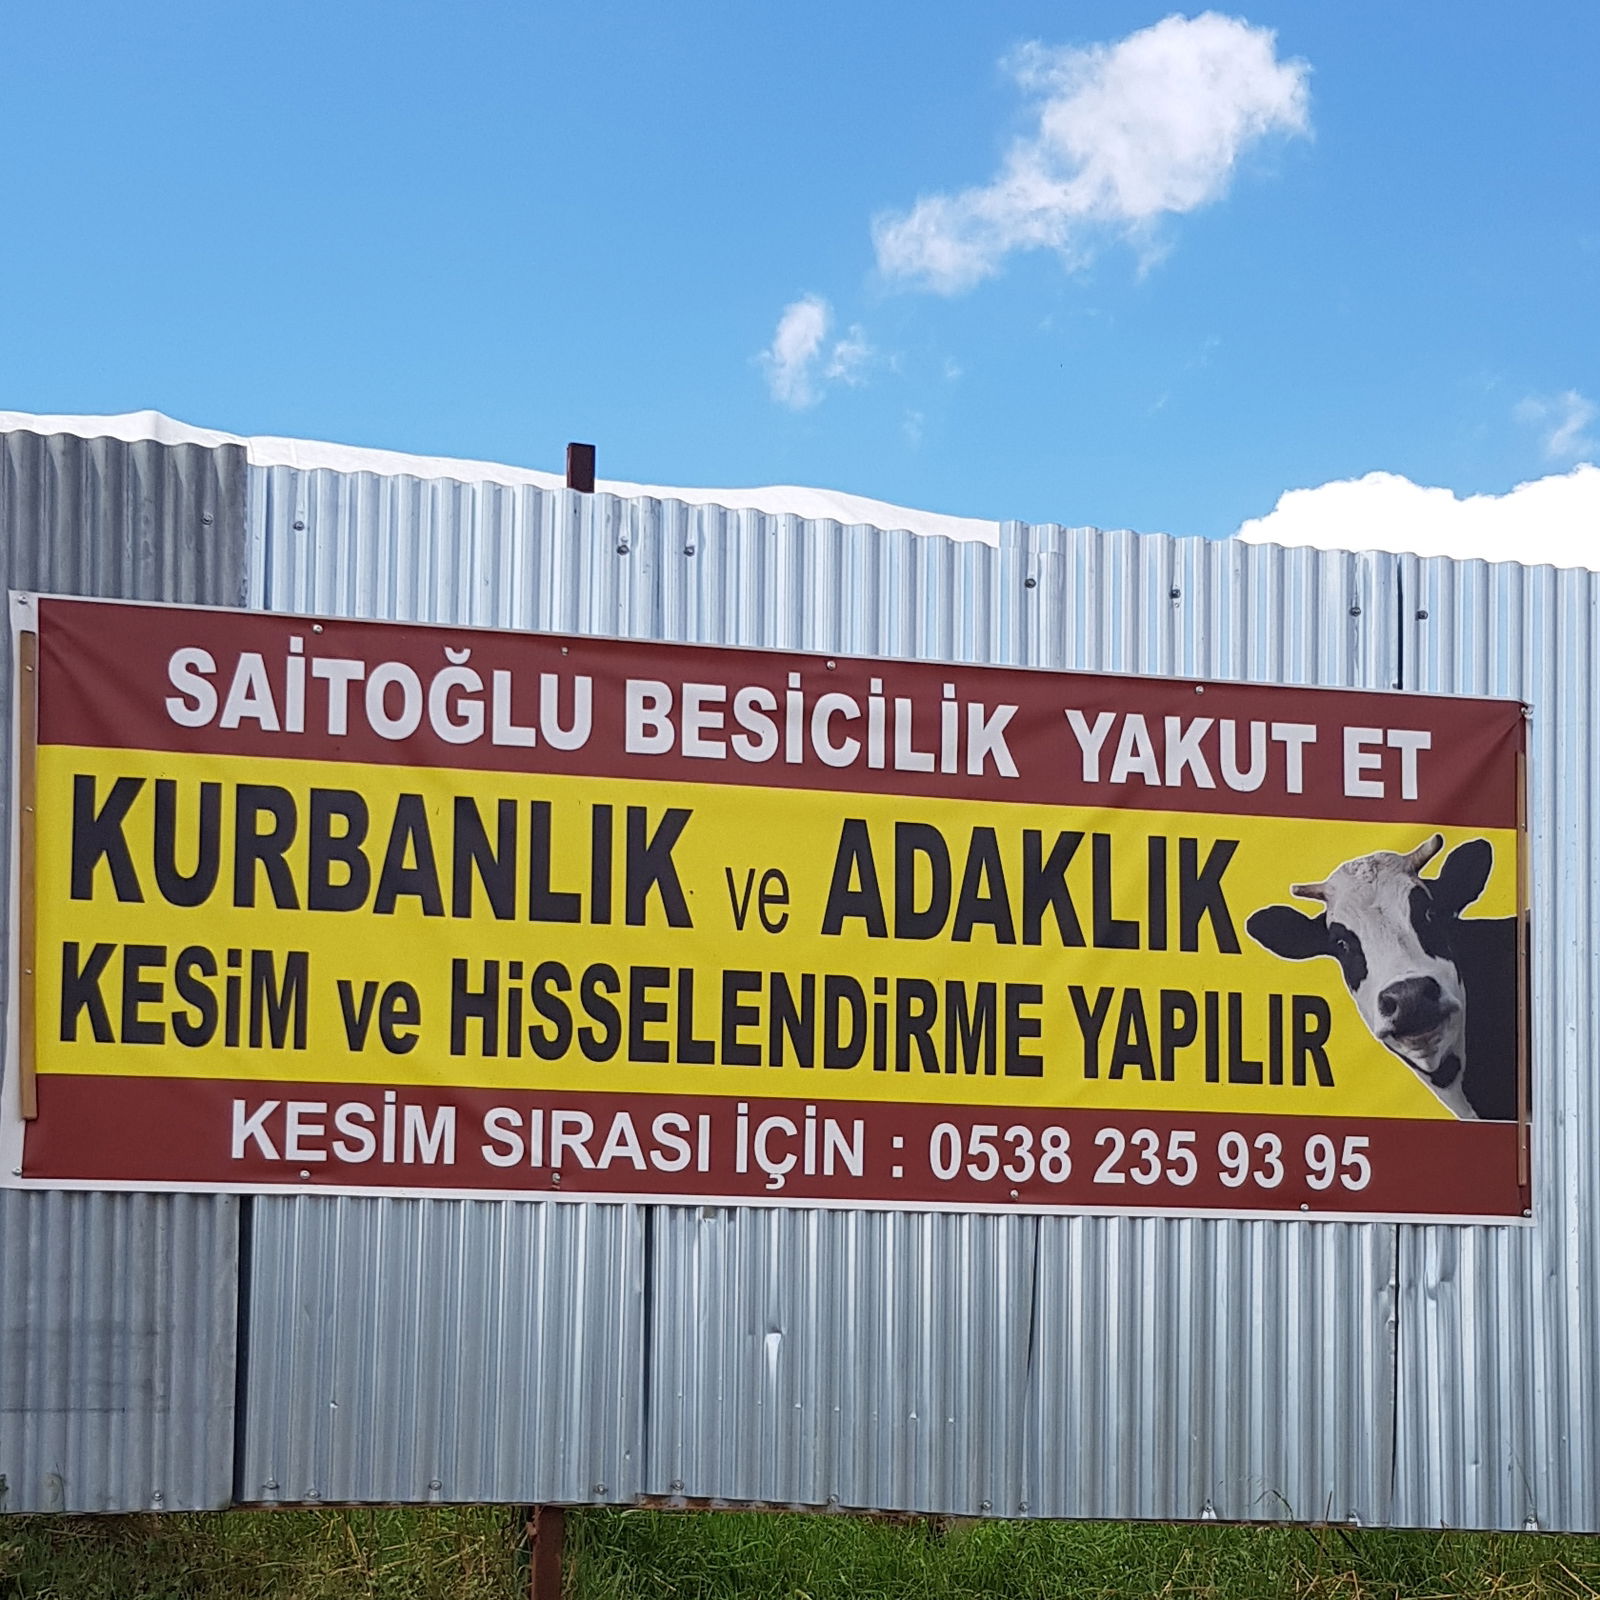 SAİTOĞLU BESİCİLİK YAKUT ET
KURBANLIK ve ADAKLIK
KESiM ve HiSSELENDiRME YAPILIR
KESİM SIRASI İÇİN : 0538 235 93 95